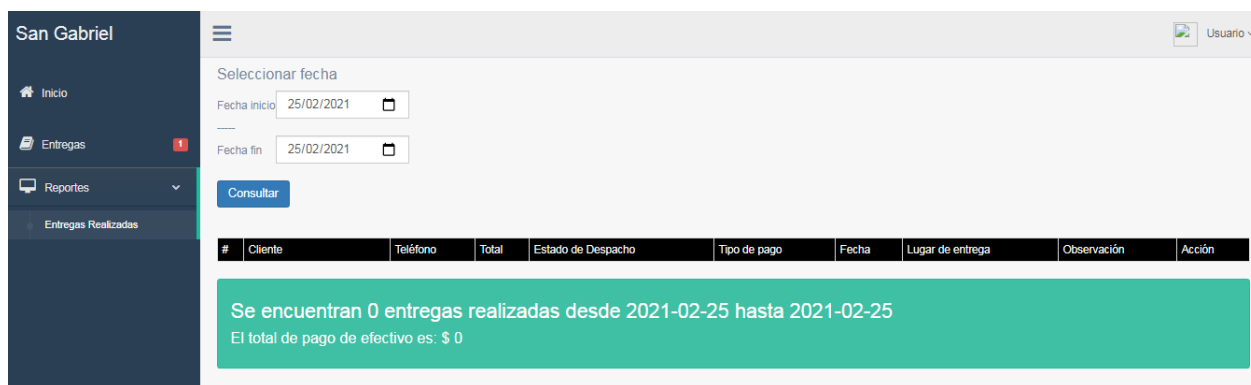 San Gabriel
Usuario
Inicio
Entregas 1
Reportes
Entregas Realizadas
Seleccionar fecha
Fecha inicio 25/02/2021
-----
Fecha fin 25/02/2021
Consultar
# Cliente Teléfono Total Estado de Despacho Tipo de pago Fecha Lugar de entrega Observación Acción
Se encuentran 0 entregas realizadas desde 2021-02-25 hasta 2021-02-25
El total de pago de efectivo es: $ 0